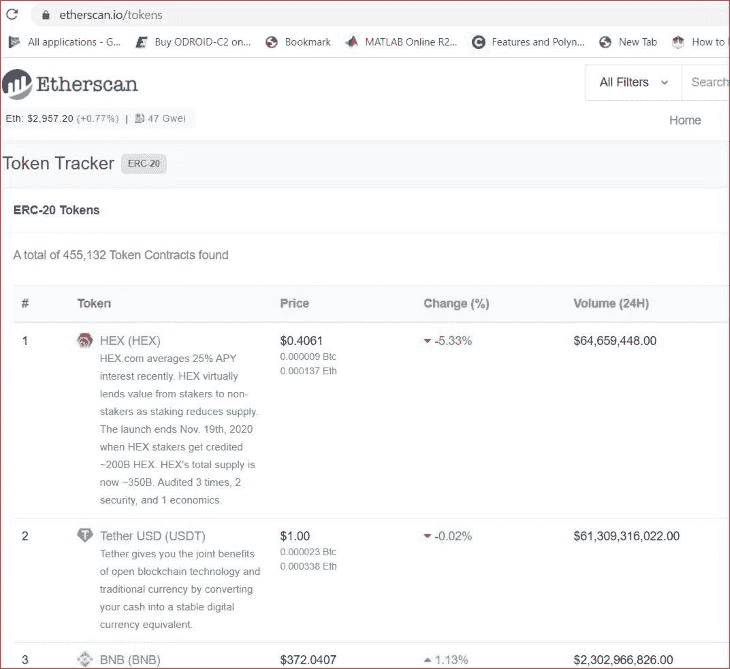 etherscan.io/tokens
All applications - G... Buy ODROID-C2 on... Bookmark MATLAB Online R2... Features and Polyn... New Tab How to
Etherscan
All Filters Search
Eth: $2,957.20 (+0.77%) | 47 Gwei
Home
Token Tracker ERC-20
ERC-20 Tokens
A total of 455,132 Token Contracts found
# Token Price Change (%) Volume (24H)
1 HEX (HEX) $0.4061 -5.33% $64,659,448.00
HEX.com averages 25% APY 0.000009 Btc
interest recently. HEX virtually 0.000137 Eth
lends value from stakers to non-
stakers as staking reduces supply.
The launch ends Nov. 19th, 2020
when HEX stakers get credited
~200B HEX. HEX's total supply is
now ~350B. Audited 3 times, 2
security, and 1 economics.
2 Tether USD (USDT) $1.00 -0.02% $61,309,316,022.00
Tether gives you the joint benefits 0.000023 Btc
of open blockchain technology and 0.000338 Eth
traditional currency by converting
your cash into a stable digital
currency equivalent.
3 BNB (BNB) $372.0407 1.13% $2,302,966,826.00